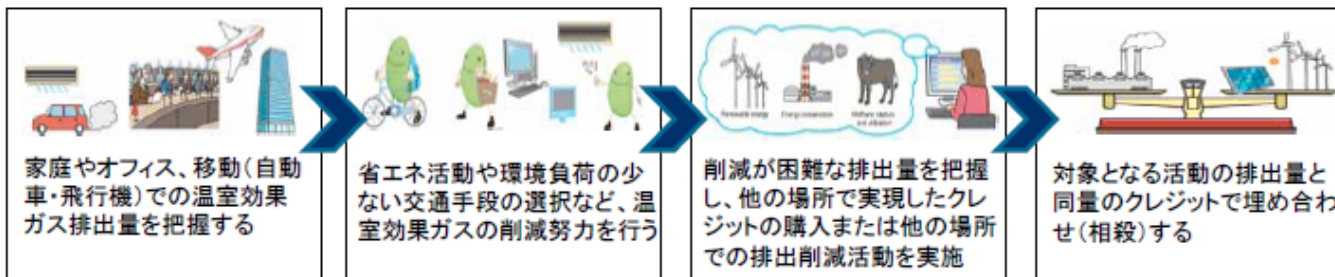 家庭やオフィス、移動(自動
車・飛行機)での温室効果
ガス排出量を把握する
省エネ活動や環境負荷の少
ない交通手段の選択など、温
室効果ガスの削減努力を行う
Renewable energy
Energy conservation
削減が困難な排出量を把握
し、他の場所で実現したクレ
ジットの購入または他の場所
での排出削減活動を実施
対象となる活動の排出量と
同量のクレジットで埋め合わ
せ(相殺)する